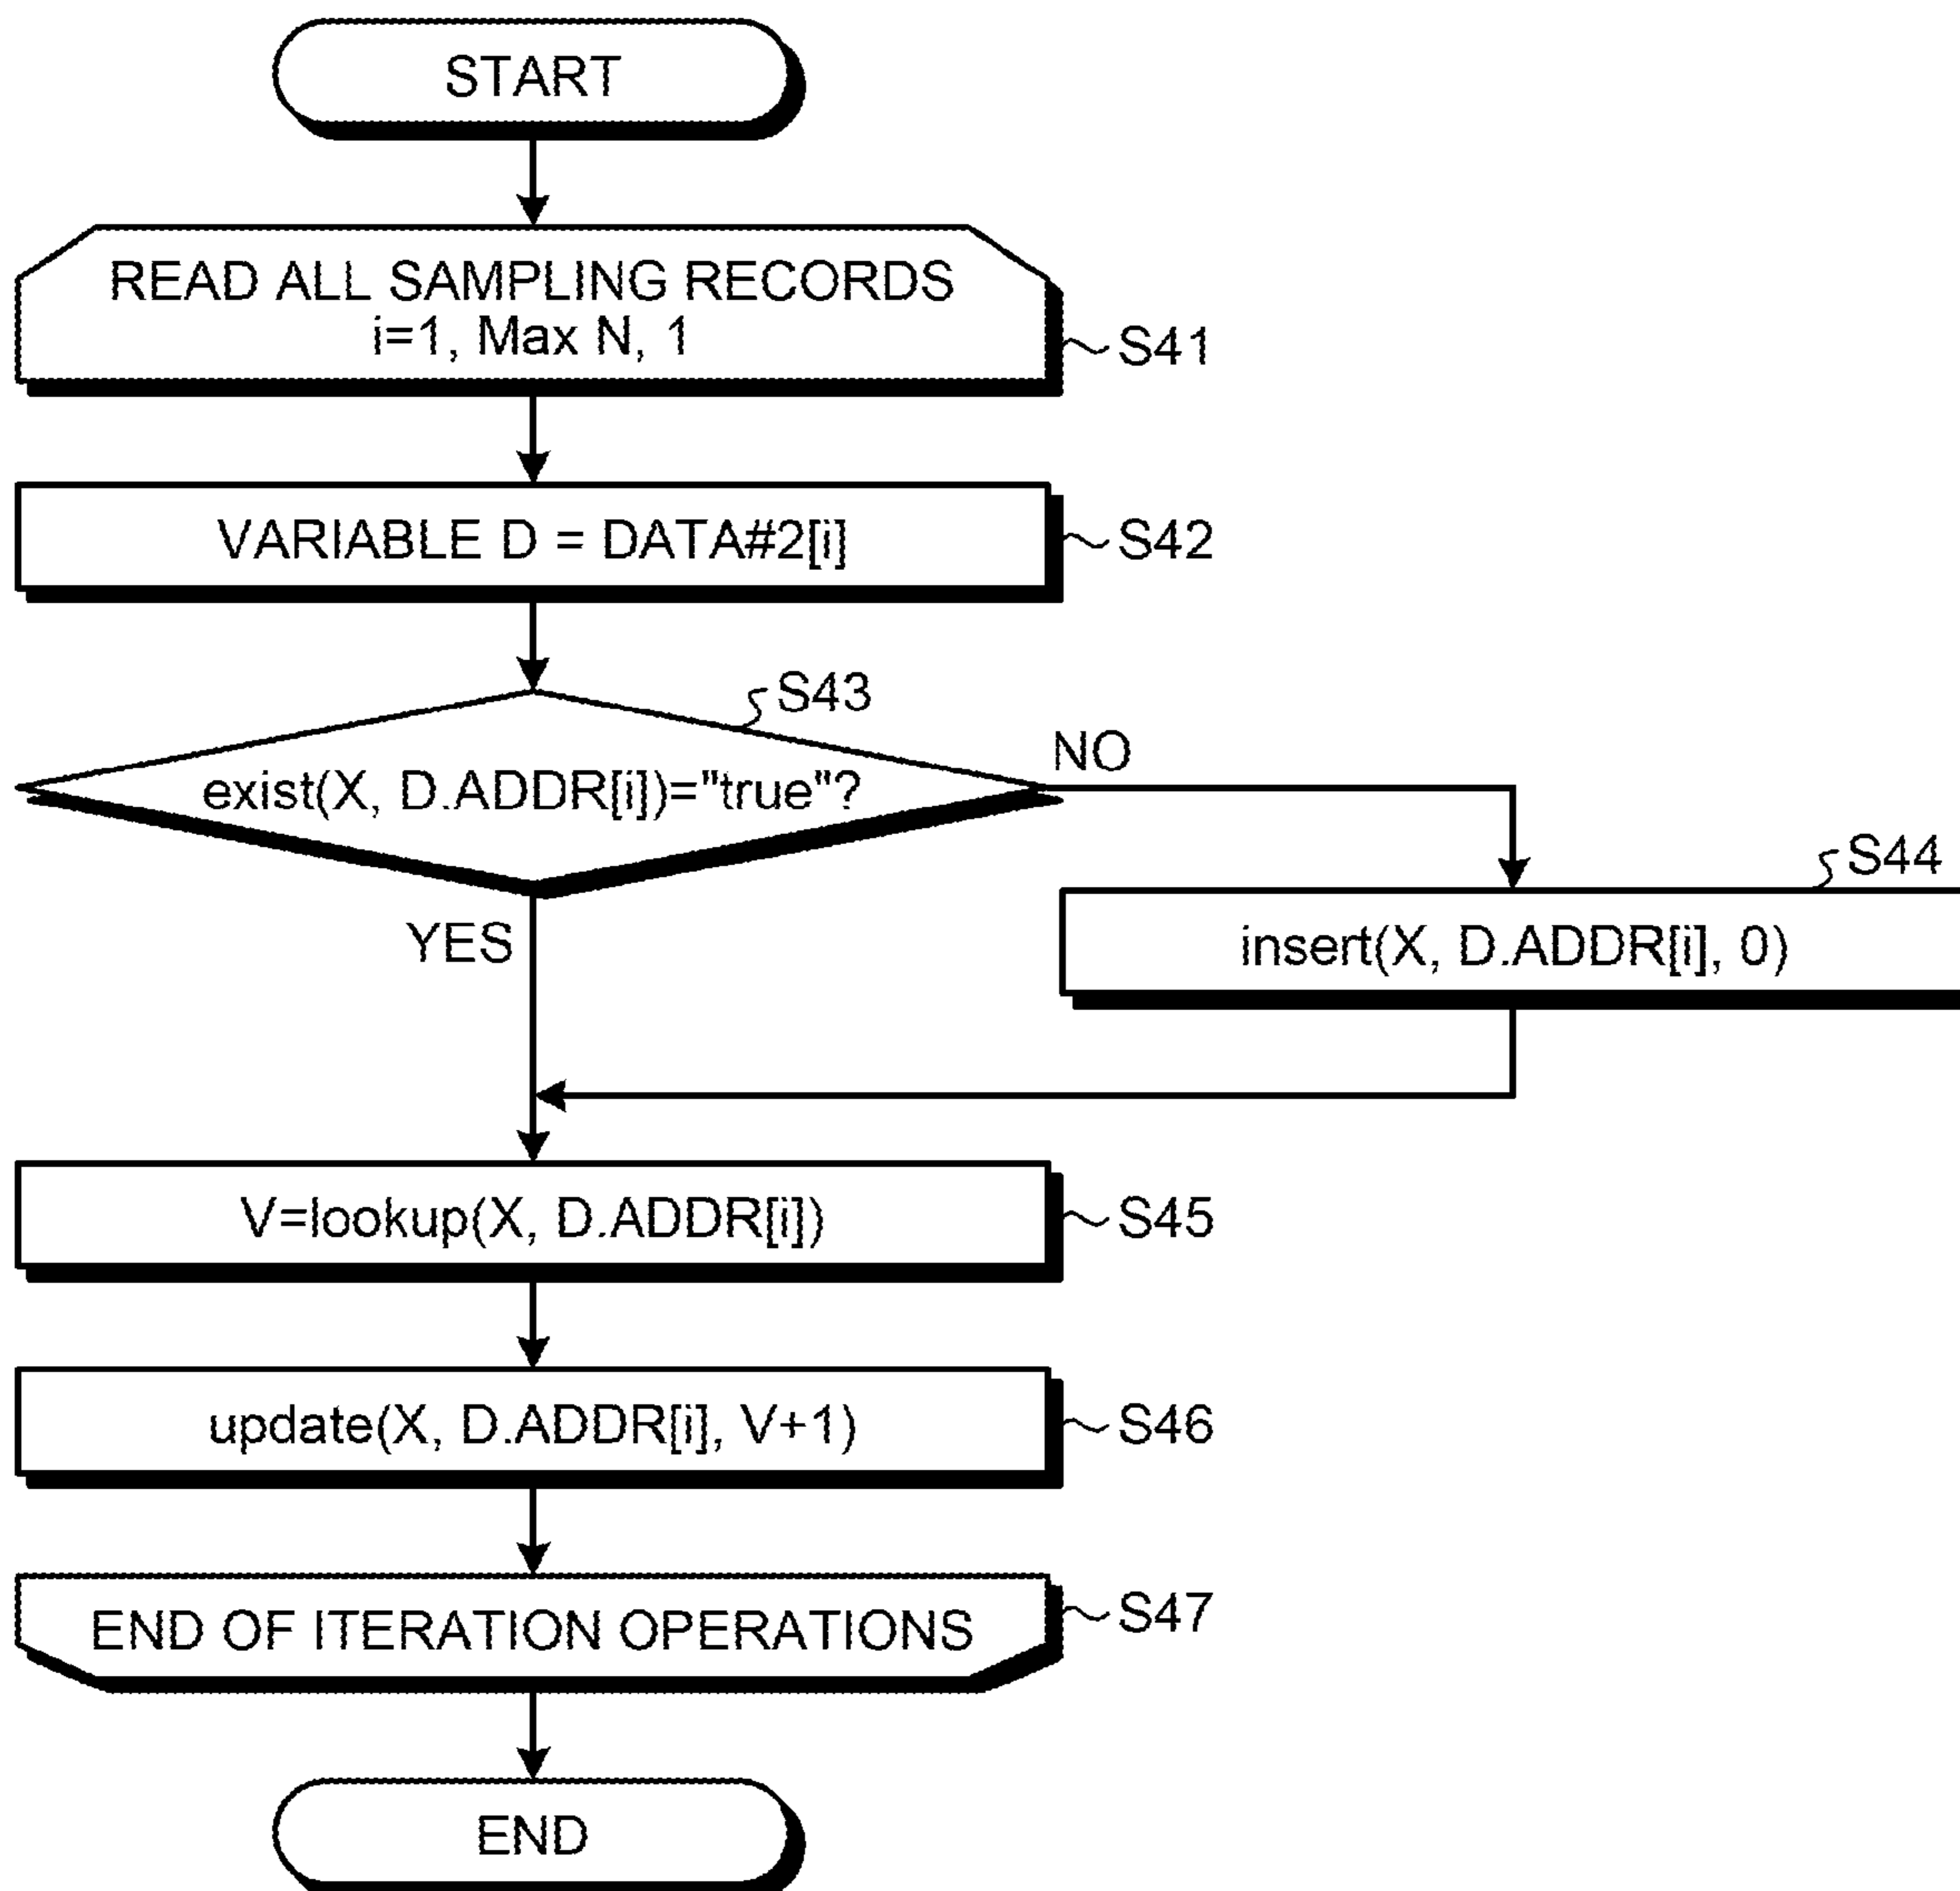 START
READ ALL SAMPLING RECORDS
i=1, Max N, 1
S41
VARIABLE D = DATA#2[i]
S42
S43
exist(X, D.ADDR[i])="true"?
NO
YES
S44
insert(X, D.ADDR[i], 0)
V=lookup(X, D.ADDR[i])
S45
update(X, D.ADDR[i], V+1)
S46
END OF ITERATION OPERATIONS
S47
END